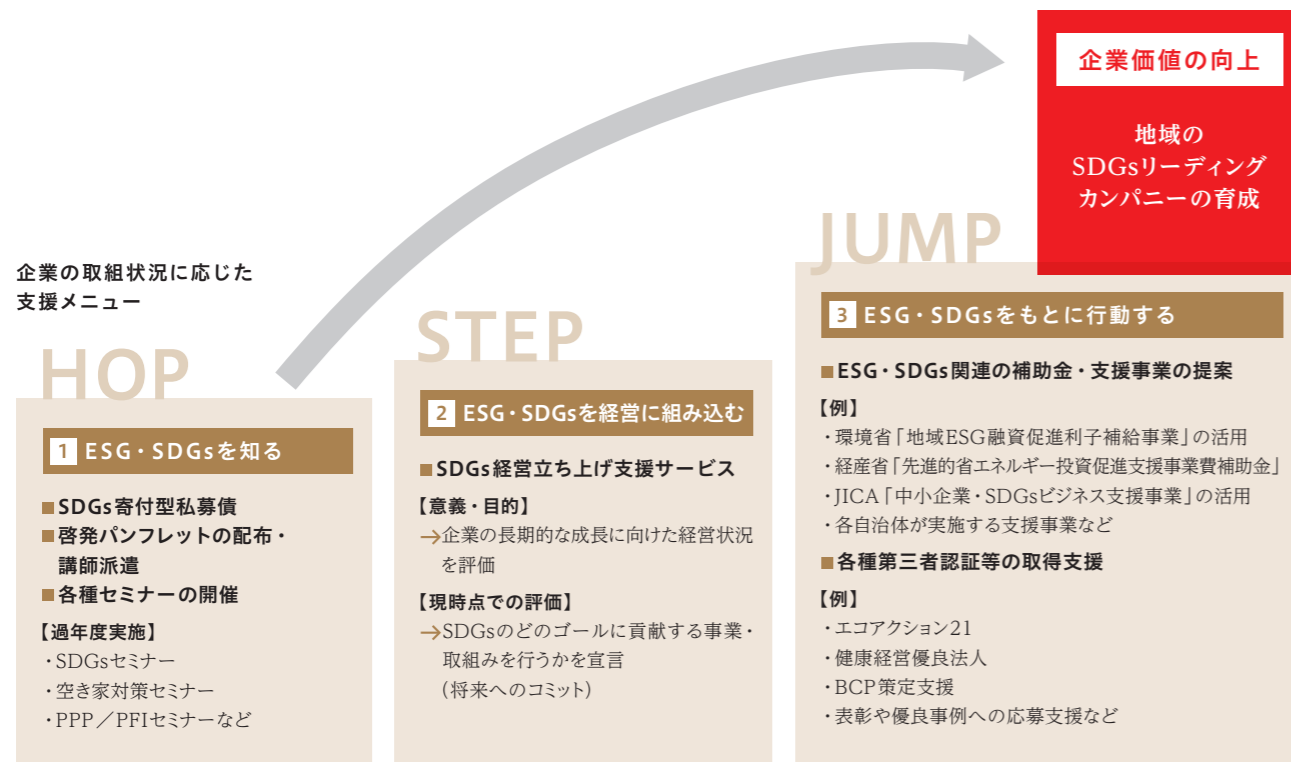 企業の取組状況に応じた
支援メニュー
HOP
1 ESG・SDGsを知る
■SDGs寄付型私募債
■啓発パンフレットの配布・
講師派遣
■各種セミナーの開催
【過年度実施】
・SDGsセミナー
・空き家対策セミナー
・PPP／PFIセミナーなど
STEP
2 ESG・SDGsを経営に組み込む
■SDGs経営立ち上げ支援サービス
【意義・目的】
→企業の長期的な成長に向けた経営状況
を評価
【現時点での評価】
→SDGsのどのゴールに貢献する事業・
取組みを行うかを宣言
（将来へのコミット）
JUMP
3 ESG・SDGsをもとに行動する
■ESG・SDGs関連の補助金・支援事業の提案
【例】
・環境省「地域ESG融資促進利子補給事業」の活用
・経産省「先進的省エネルギー投資促進支援事業費補助金」
・JICA「中小企業・SDGsビジネス支援事業」の活用
・各自治体が実施する支援事業など
■各種第三者認証等の取得支援
【例】
・エコアクション21
・健康経営優良法人
・BCP策定支援
・表彰や優良事例への応募支援など
企業価値の向上
地域の
SDGsリーディング
カンパニーの育成